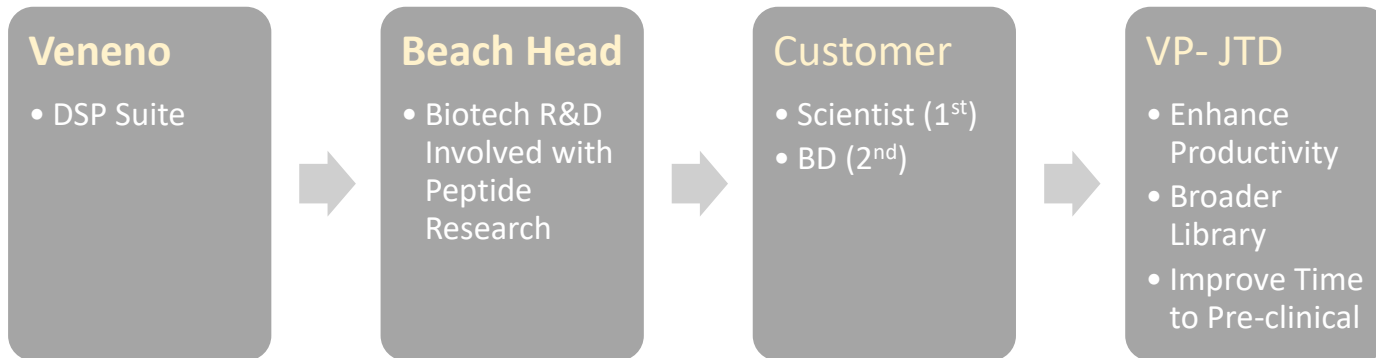 Veneno
• DSP Suite
Beach Head
• Biotech R&D
Involved with
Peptide
Research
Customer
• Scientist (1st)
• BD (2nd)
VP- JTD
• Enhance
Productivity
• Broader
Library
• Improve Time
to Pre-clinical